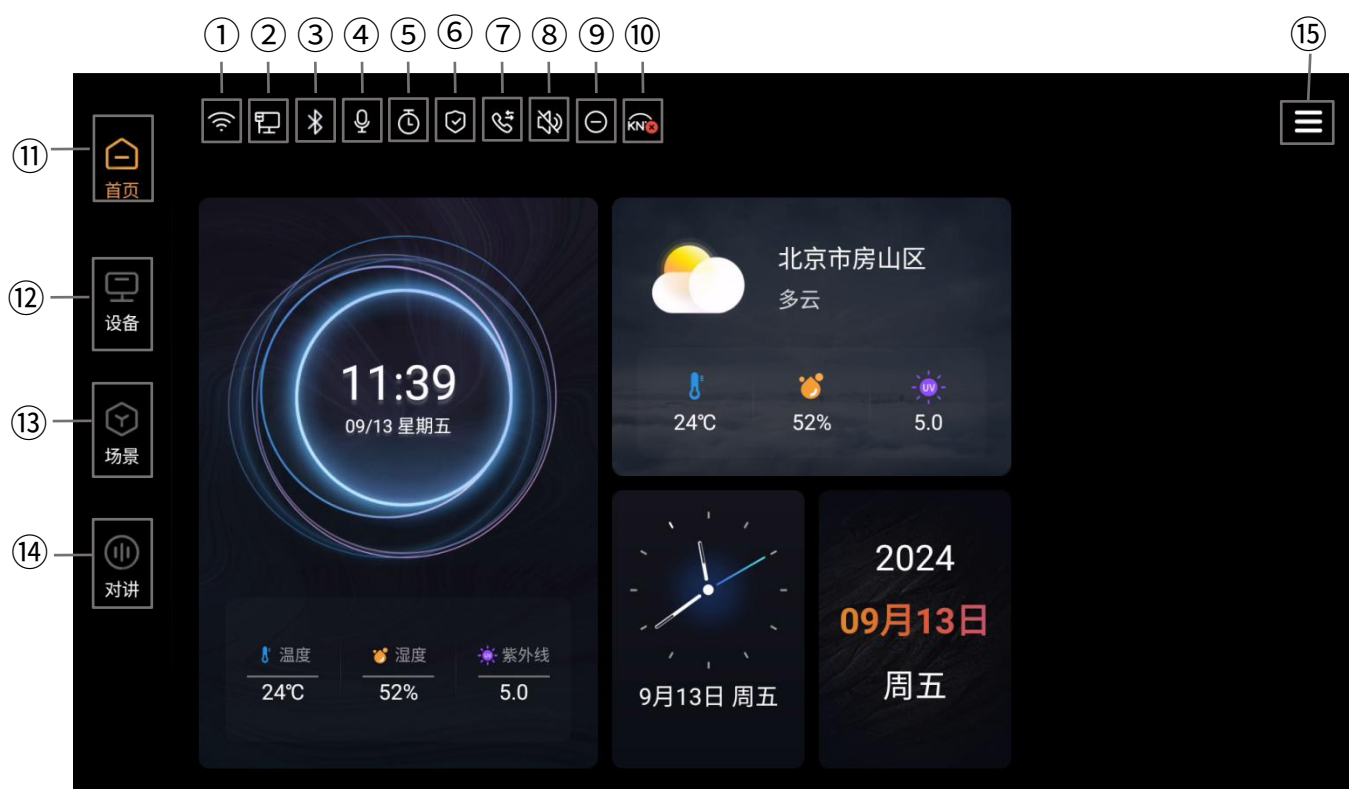 ① ② ③ ④ ⑤ ⑥ ⑦ ⑧ ⑨ ⑩ ⑮
KN
⑪
首页
⑫
设备
⑬
场景
⑭
对讲
11:39
09/13 星期五
温度 湿度 紫外线
24℃ 52% 5.0
北京市房山区
多云
UV
24℃ 52% 5.0
9月13日 周五
2024
09月13日
周五